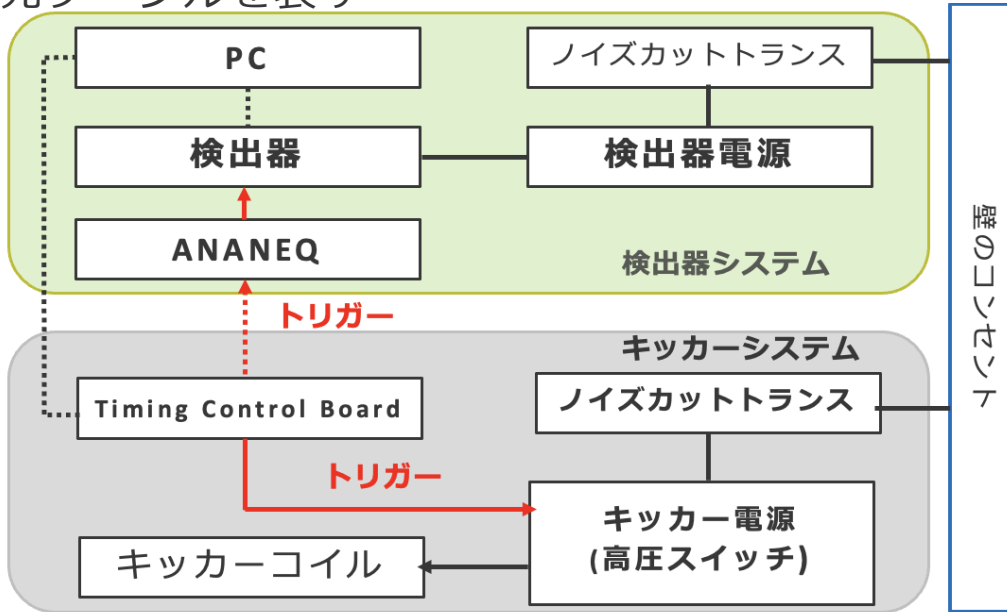 PC
ノイズカットトランス
検出器
検出器電源
ANANEQ
検出器システム
トリガー
キッカーシステム
Timing Control Board
ノイズカットトランス
トリガー
キッカー電源
(高圧スイッチ)
キッカーコイル
壁のコンセント